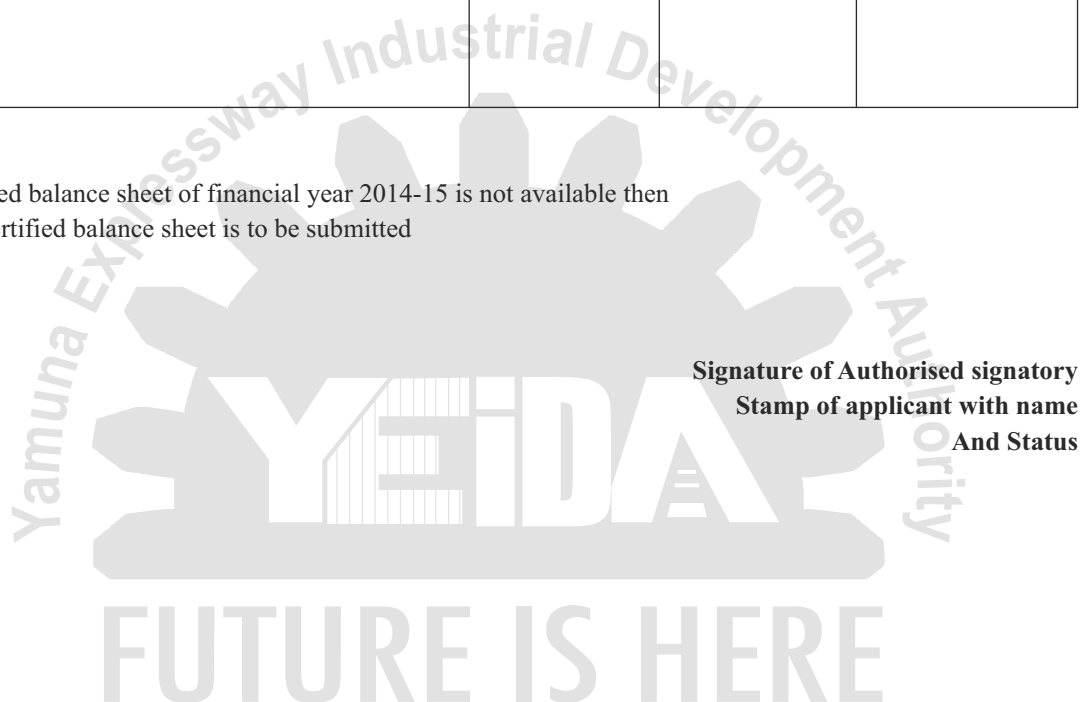 Yamuna Expressway Industrial Development Authority
ed balance sheet of financial year 2014-15 is not available then
rtified balance sheet is to be submitted
Signature of Authorised signatory
Stamp of applicant with name
And Status
YEiDA
FUTURE IS HERE